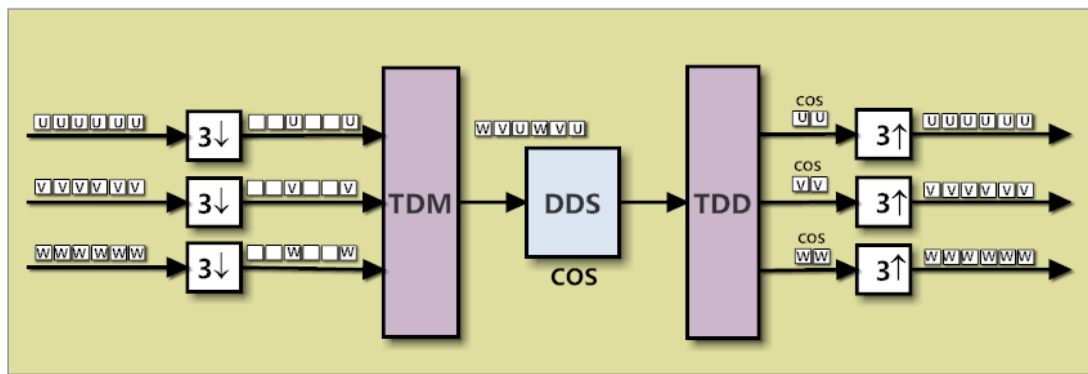 COS
U U U U U U
U U
U U
U U U U U U
3↓
W V U W V U
3↑
COS
V V V V V V
V V
V V
V V V V V V
3↓
TDM
DDS
TDD
3↑
COS
W W W W W W
W W
W W
W W W W W W
3↓
COS
3↑